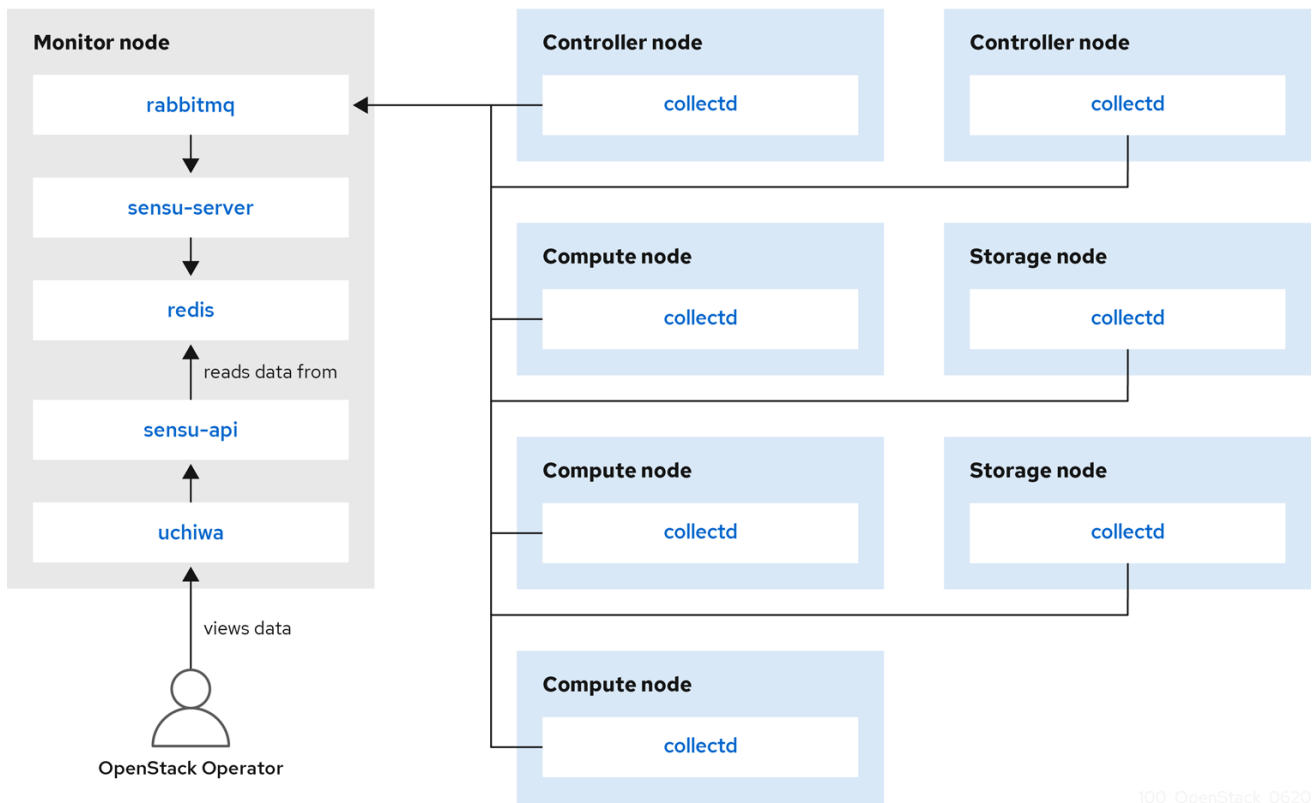 Monitor node
rabbitmq
sensu-server
redis
reads data from
sensu-api
uchiwa
views data
OpenStack Operator
Controller node
collectd
Controller node
collectd
Compute node
collectd
Storage node
collectd
Compute node
collectd
Storage node
collectd
Compute node
collectd
100_OpenStack_0620